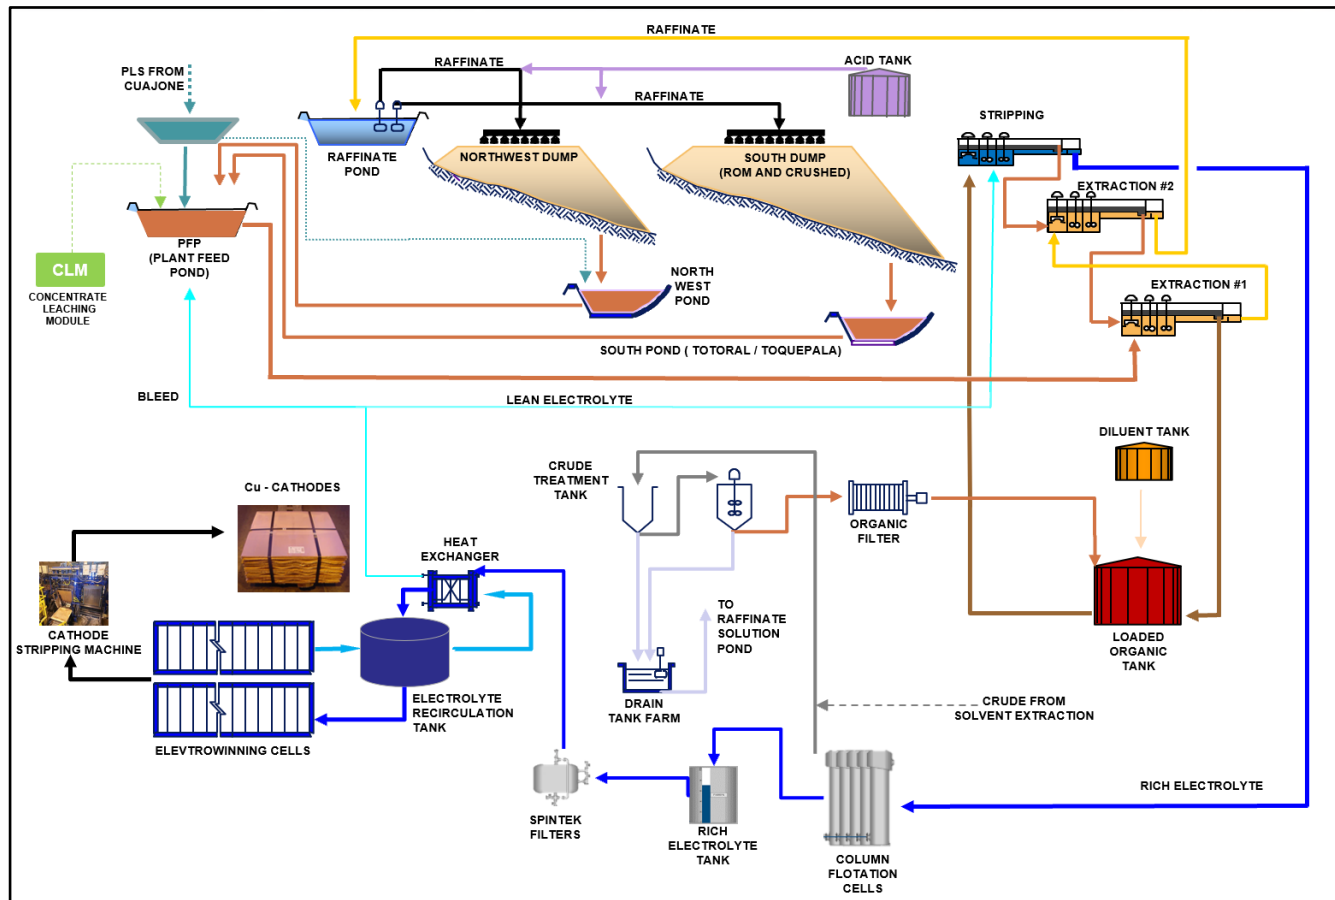 RAFFINATE
PLS FROM
CUAJONE
RAFFINATE
ACID TANK
RAFFINATE
STRIPPING
RAFFINATE
POND
NORTHWEST DUMP
SOUTH DUMP
(ROM AND CRUSHED)
EXTRACTION #2
PFP
(PLANT FEED
POND)
CLM
CONCENTRATE
LEACHING
MODULE
NORTH
WEST
POND
EXTRACTION #1
SOUTH POND ( TOTORAL / TOQUEPALA)
BLEED
LEAN ELECTROLYTE
DILUENT TANK
CRUDE
TREATMENT
TANK
Cu - CATHODES
ORGANIC
FILTER
HEAT
EXCHANGER
TO
RAFFINATE
SOLUTION
POND
CATHODE
STRIPPING MACHINE
LOADED
ORGANIC
TANK
DRAIN
TANK FARM
CRUDE FROM
SOLVENT EXTRACTION
ELECTROLYTE
RECIRCULATION
TANK
ELEVTROWINNING CELLS
RICH ELECTROLYTE
SPINTEK
FILTERS
RICH
ELECTROLYTE
TANK
COLUMN
FLOTATION
CELLS